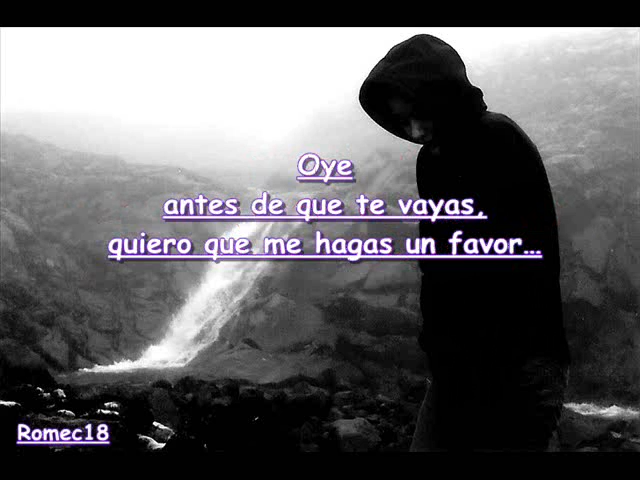 Oye
antes de que te vayas,
quiero que me hagas un favor...
Romec18